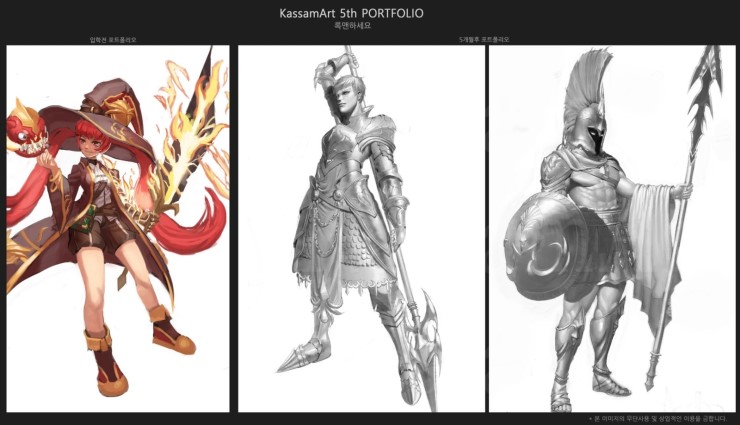 KassamArt 5th PORTFOLIO
록맨하세요
입학전 포트폴리오
5개월후 포트폴리오
* 본 이미지의 무단사용 및 상업적인 이용을 금합니다.